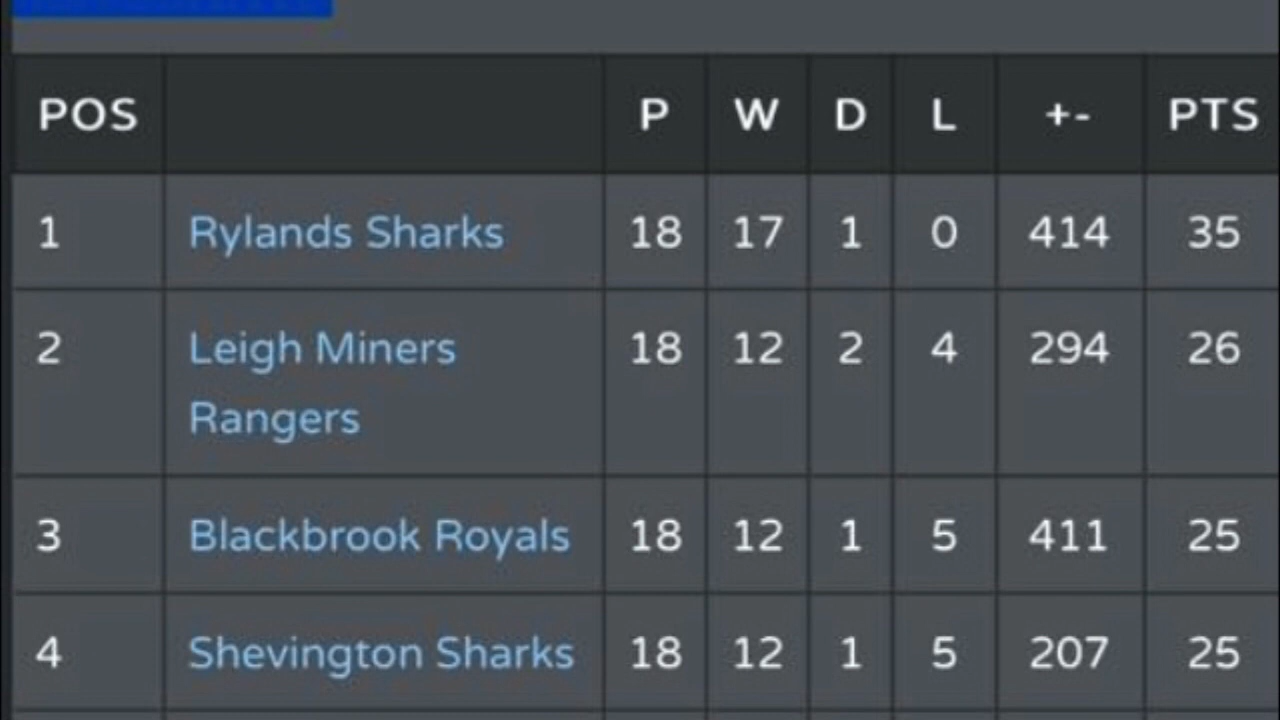 POS P W D L +- PTS
1 Rylands Sharks 18 17 1 0 414 35
2 Leigh Miners 18 12 2 4 294 26
Rangers
3 Blackbrook Royals 18 12 1 5 411 25
4 Shevington Sharks 18 12 1 5 207 25